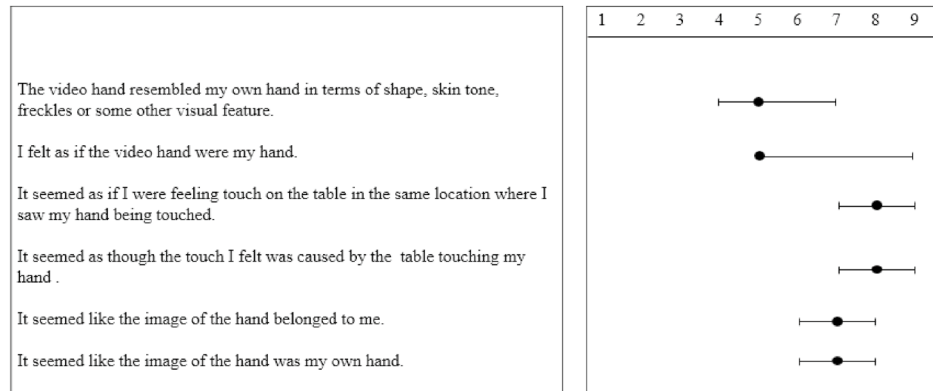 1 2 3 4 5 6 7 8 9
The video hand resembled my own hand in terms of shape, skin tone,
freckles or some other visual feature.
I felt as if the video hand were my hand.
It seemed as if I were feeling touch on the table in the same location where I
saw my hand being touched.
It seemed as though the touch I felt was caused by the  table touching my
hand .
It seemed like the image of the hand belonged to me.
It seemed like the image of the hand was my own hand.